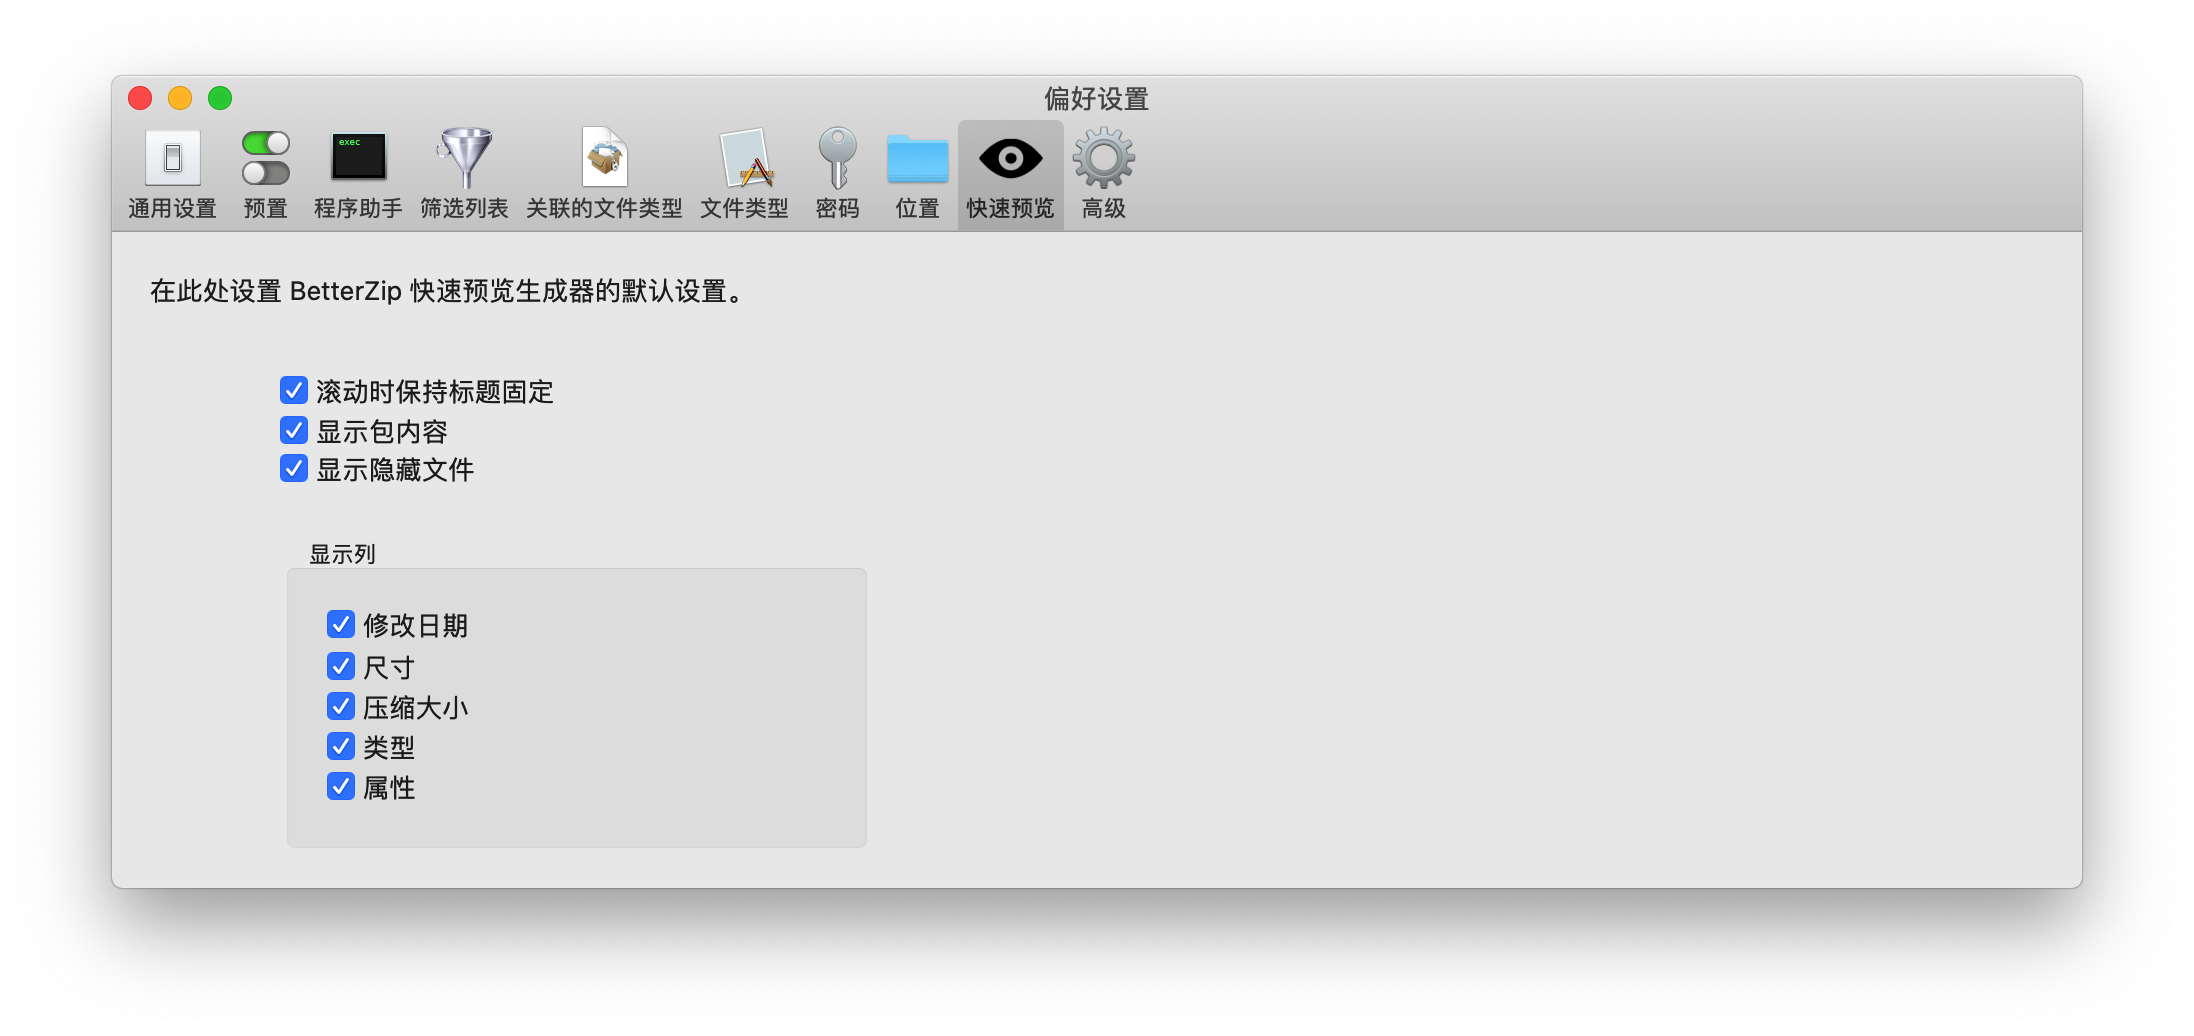 偏好设置
exec
通用设置 预置 程序助手 筛选列表 关联的文件类型 文件类型 密码 位置 快速预览 高级
在此处设置 BetterZip 快速预览生成器的默认设置。
滚动时保持标题固定
显示包内容
显示隐藏文件
显示列
修改日期
尺寸
压缩大小
类型
属性